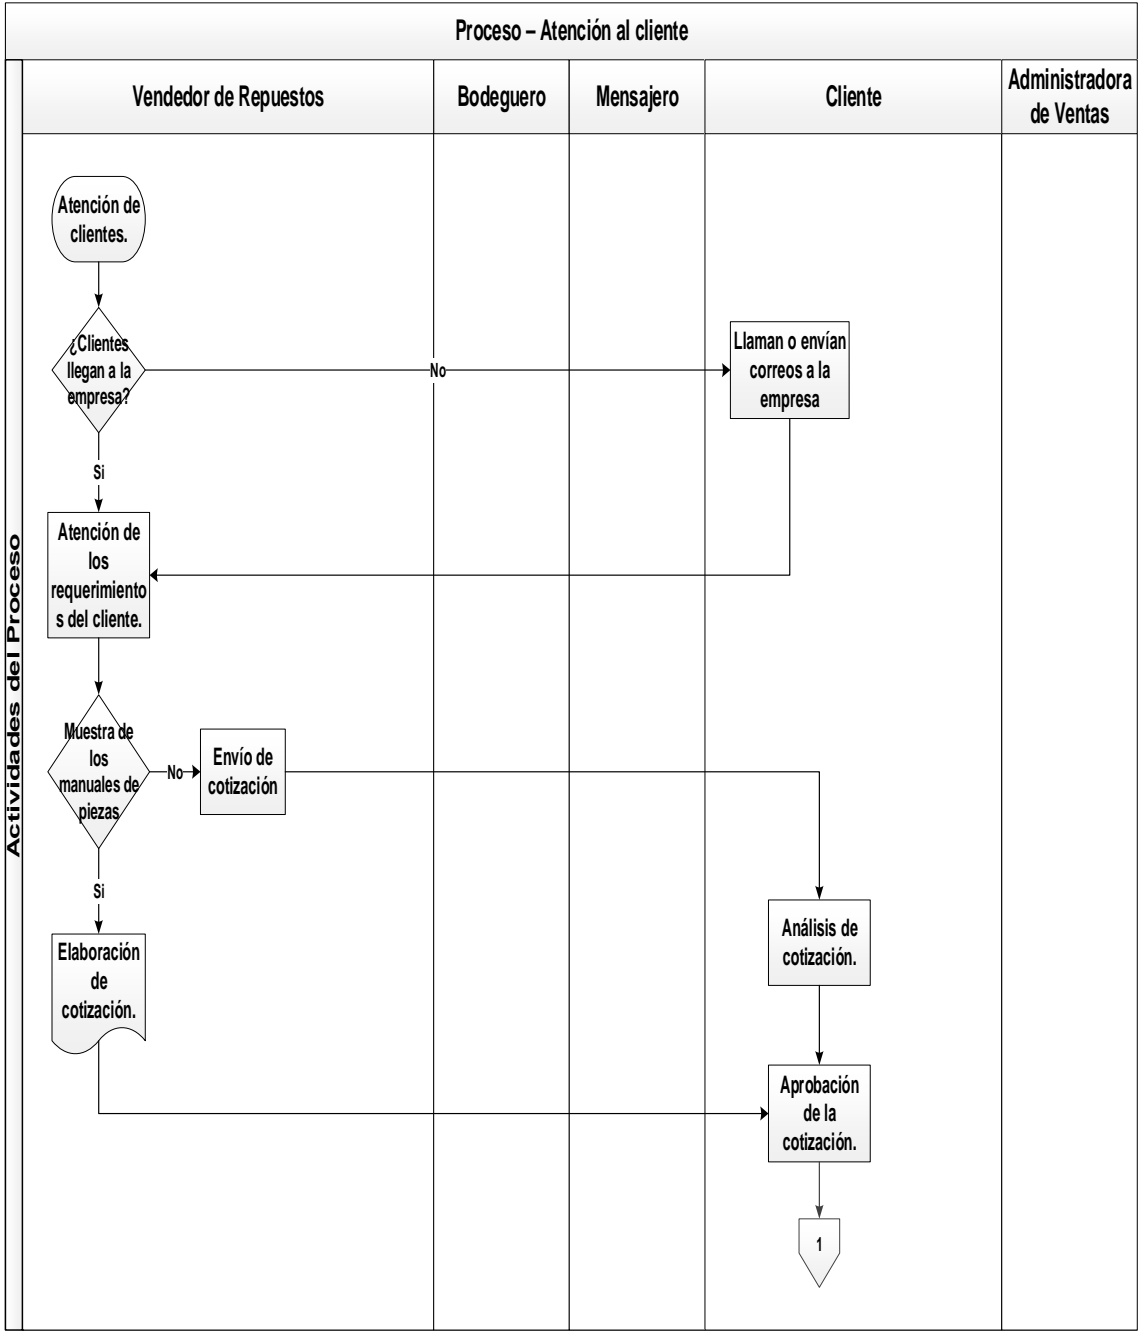 Proceso – Atención al cliente
Vendedor de Repuestos
Bodeguero
Mensajero
Cliente
Administradora
de Ventas
Actividades del Proceso
Atención de
clientes.
¿Clientes
llegan a la
empresa?
No
Llaman o envían
correos a la
empresa
Si
Atención de
los
requerimiento
s del cliente.
Muestra de
los
manuales de
piezas
No
Envío de
cotización
Si
Elaboración
de
cotización.
Análisis de
cotización.
Aprobación
de la
cotización.
1